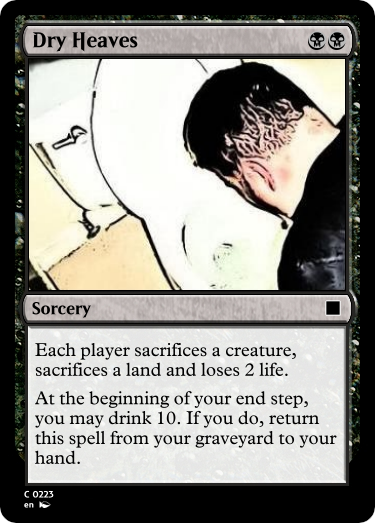 Dry Heaves
Sorcery
Each player sacrifices a creature,
sacrifices a land and loses 2 life.
At the beginning of your end step,
you may drink 10. If you do, return
this spell from your graveyard to your
hand.
C 0223
en